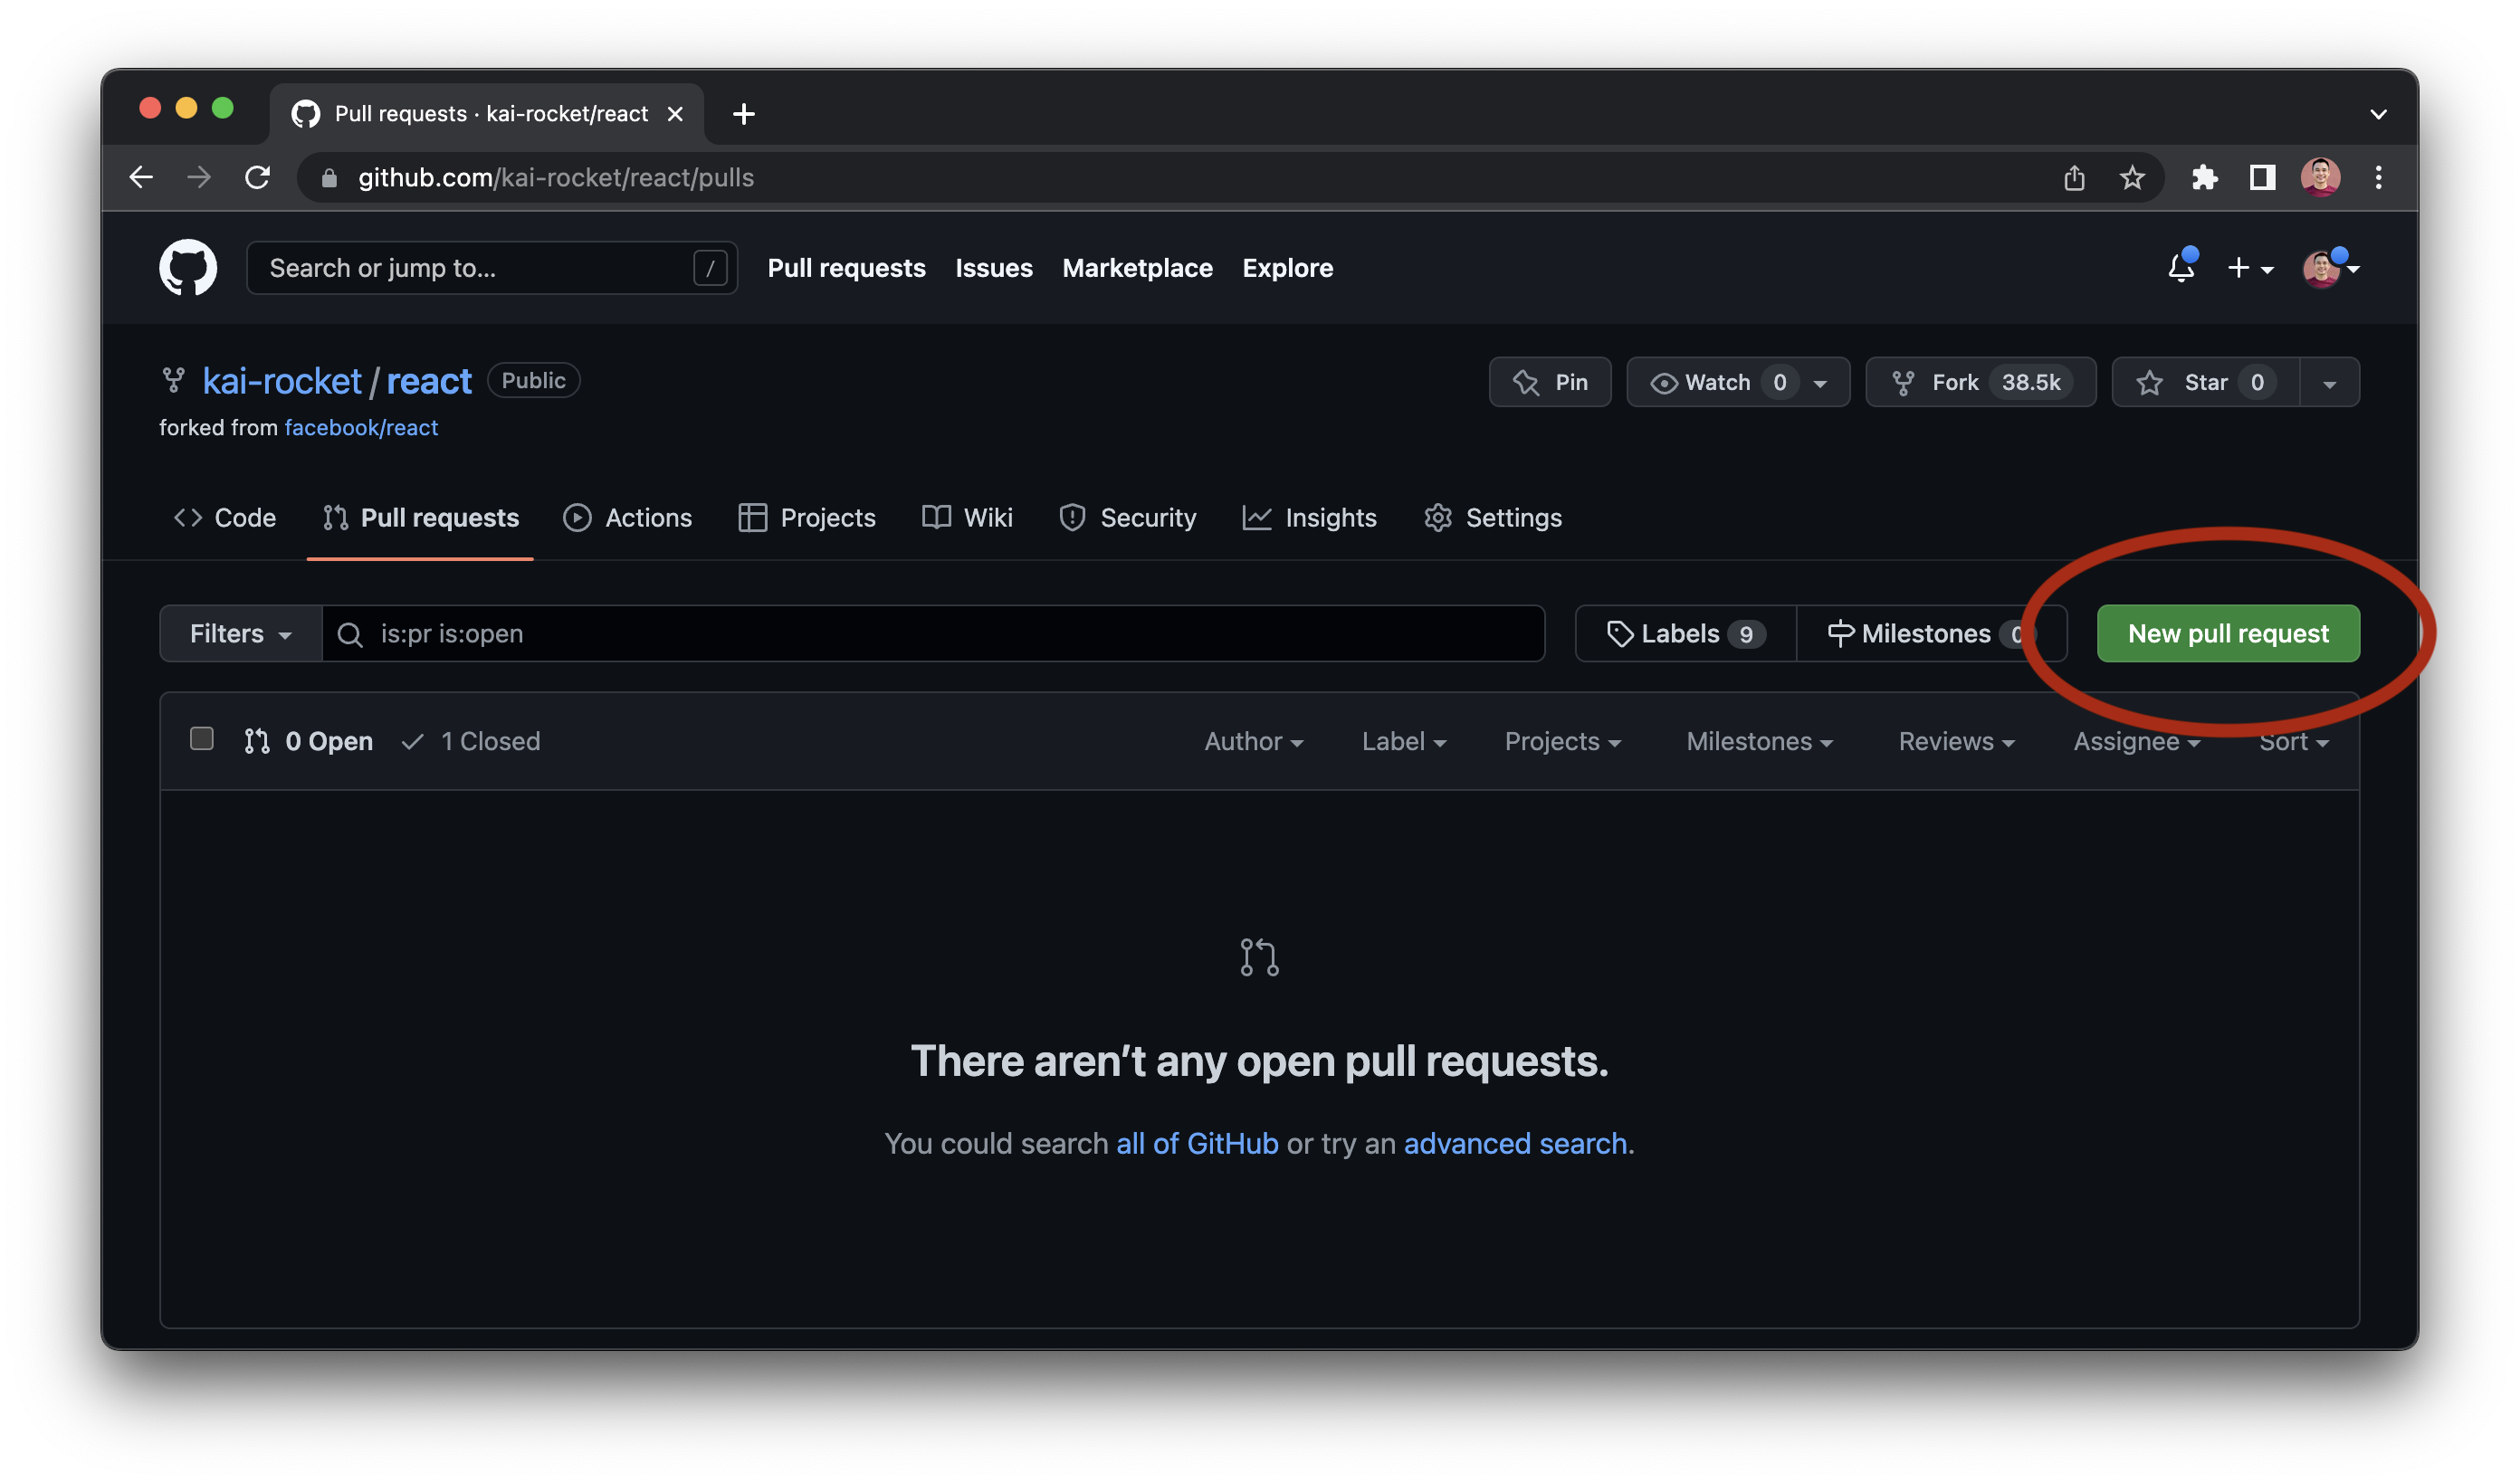 Pull requests · kai-rocket/react
github.com/kai-rocket/react/pulls
Search or jump to... / Pull requests Issues Marketplace Explore
kai-rocket / react Public Pin Watch 0 Fork 38.5k Star 0
forked from facebook/react
Code Pull requests Actions Projects Wiki Security Insights Settings
Filters is:pr is:open Labels 9 Milestones 0 New pull request
0 Open 1 Closed Author Label Projects Milestones Reviews Assignee Sort
There aren’t any open pull requests.
You could search all of GitHub or try an advanced search.